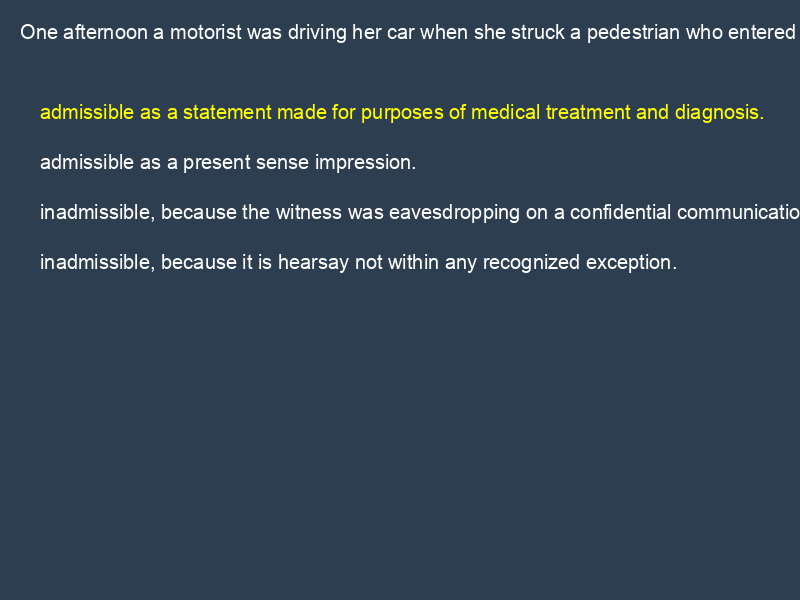 One afternoon a motorist was driving her car when she struck a pedestrian who entered
admissible as a statement made for purposes of medical treatment and diagnosis.
admissible as a present sense impression.
inadmissible, because the witness was eavesdropping on a confidential communicatio
inadmissible, because it is hearsay not within any recognized exception.